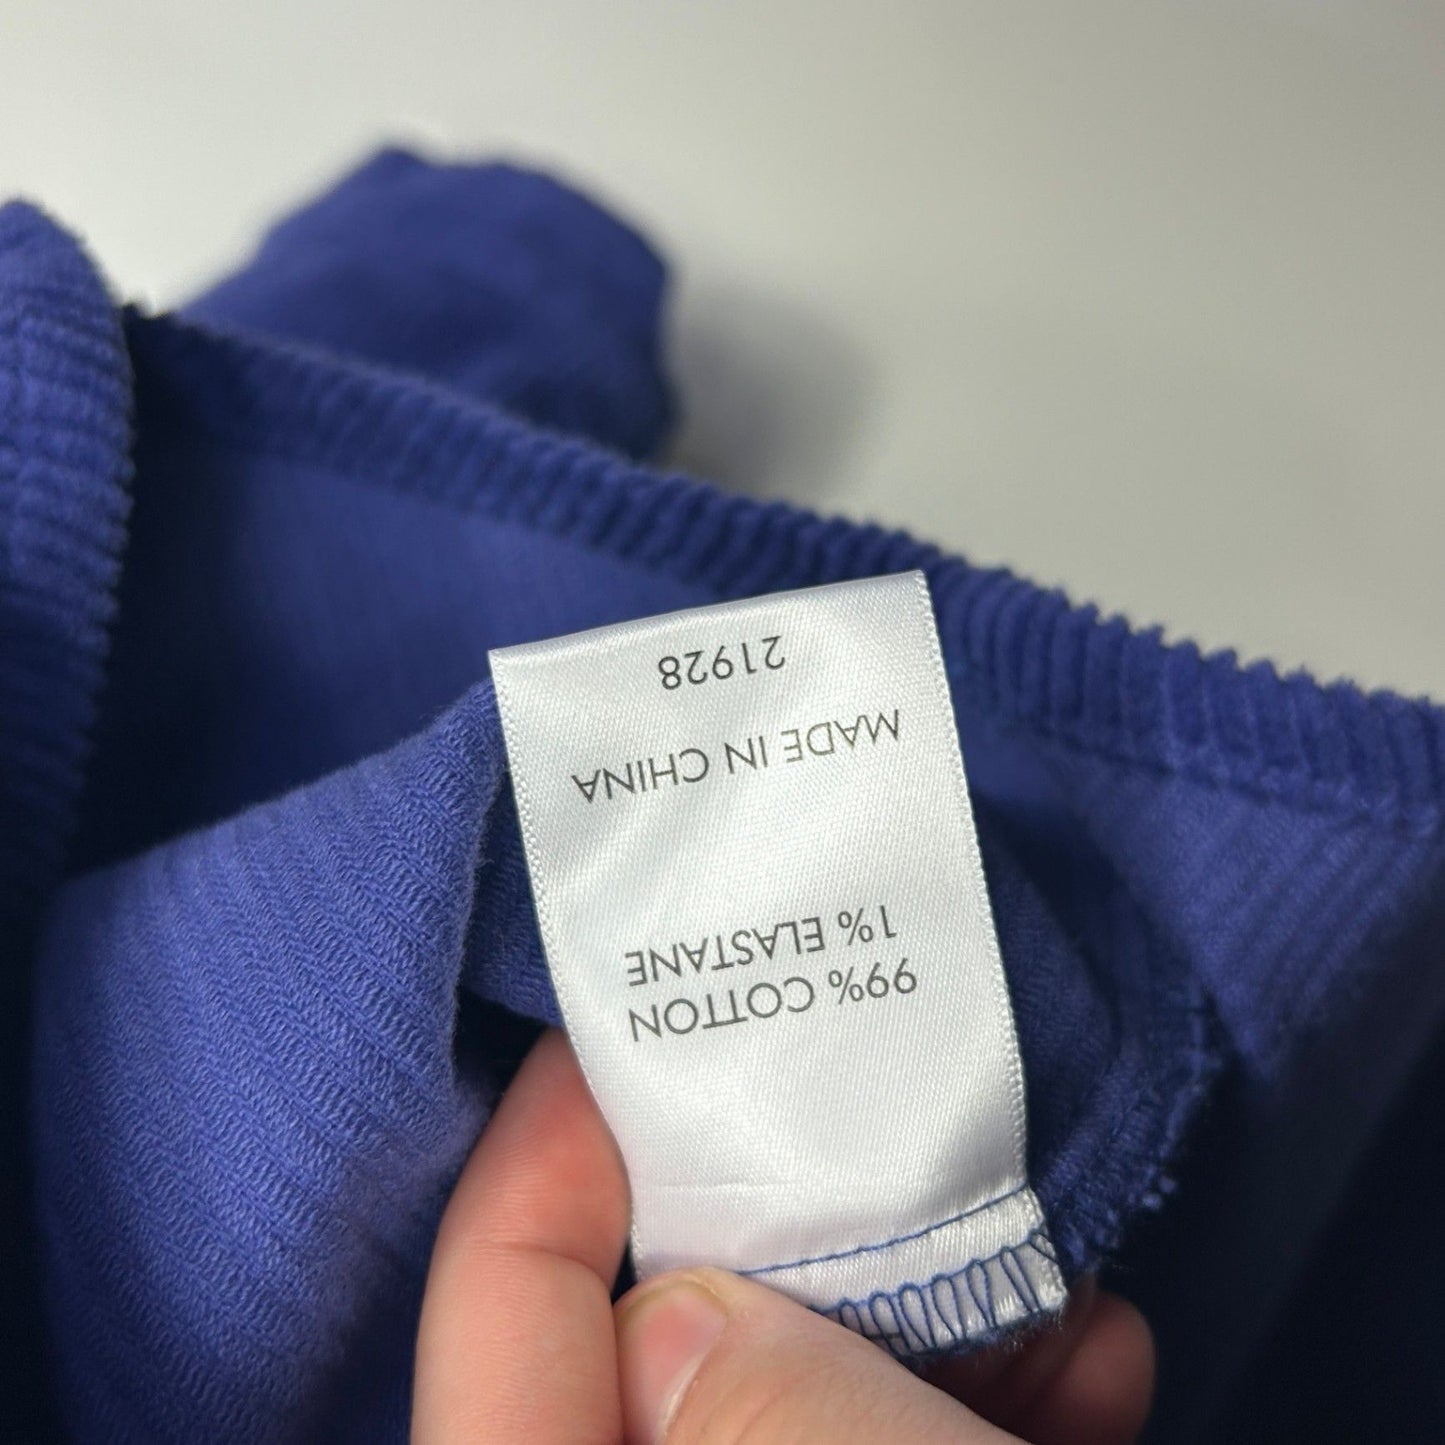 99% COTTON
1% ELASTANE
MADE IN CHINA
21928